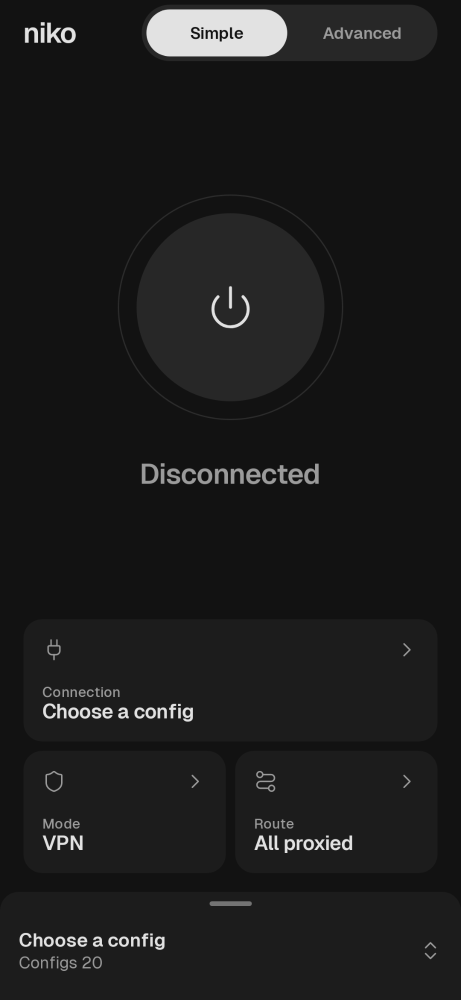 niko
Simple
Advanced
Disconnected
Connection
Choose a config
Mode
VPN
Route
All proxied
Choose a config
Configs 20